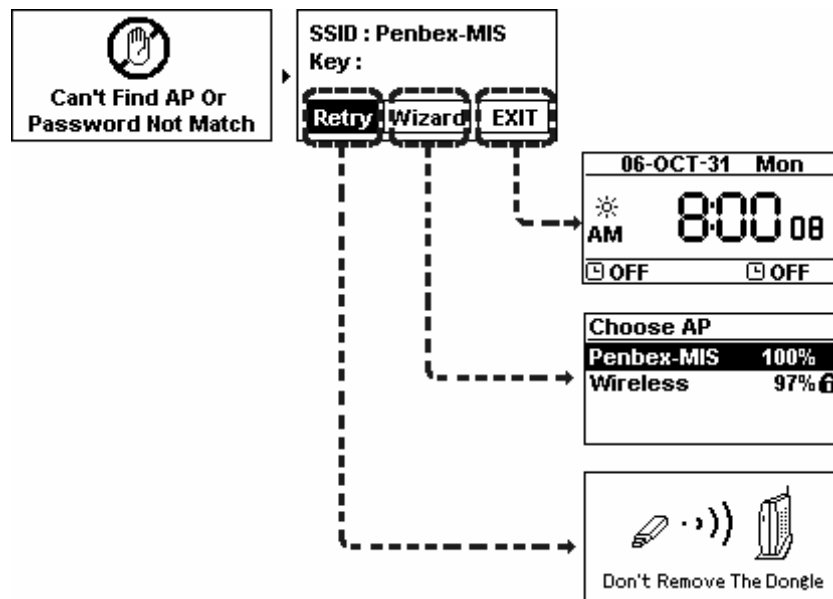 Can't Find AP Or
Password Not Match
SSID : Penbex-MIS
Key :
Retry
Wizard
EXIT
06-OCT-31 Mon
AM 8:00 08
OFF OFF
Choose AP
Penbex-MIS 100%
Wireless 97%
Don't Remove The Dongle